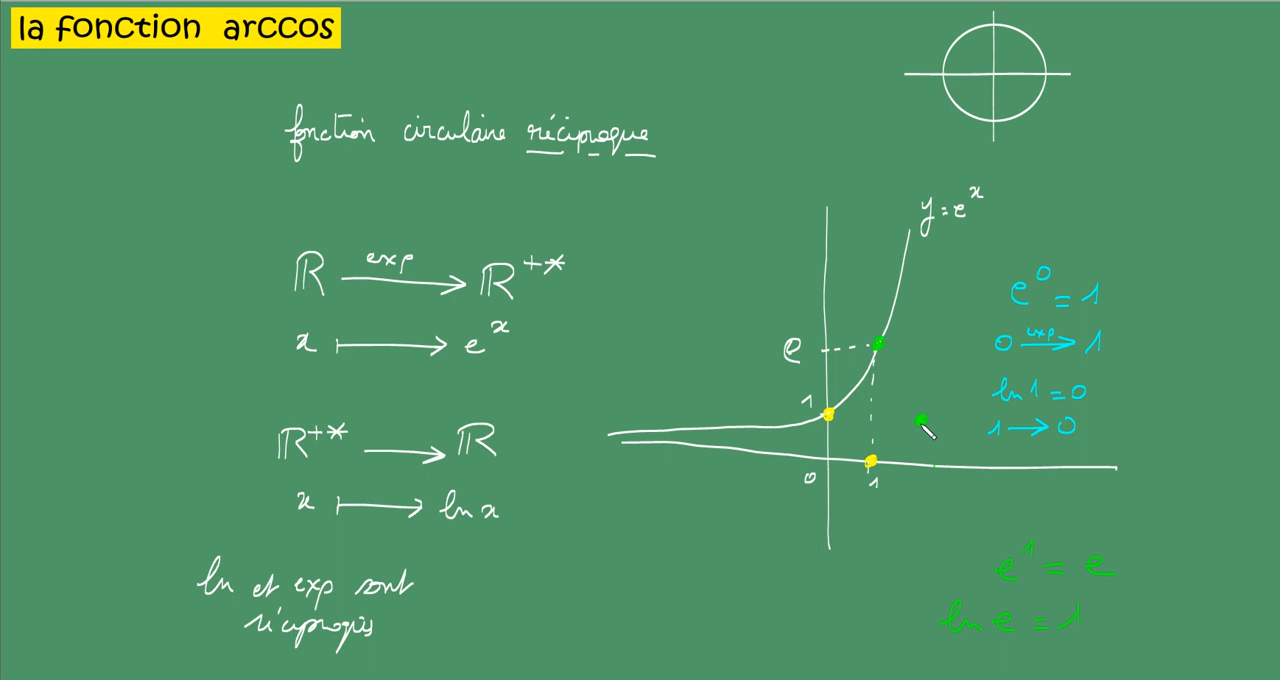 la fonction arccos
fonction circulaire réciproque
ℝ exp ⟶ ℝ+*
x ⟼ e^x
ℝ+* ⟶ ℝ
x ⟼ ln x
ln et exp sont
y = e^x
e
1
0
1
e^0 = 1
0 exp ⟶ 1
ln 1 = 0
1 ⟶ 0
e^1 = e
ln e = 1